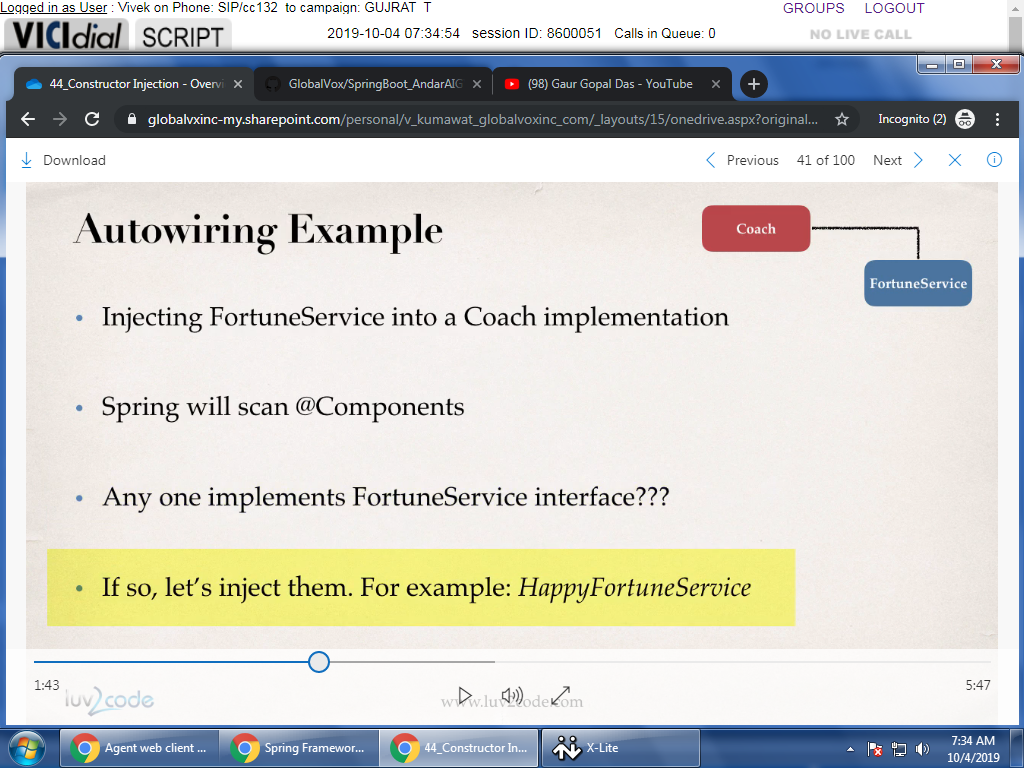 Logged in as User : Vivek on Phone: SIP/cc132 to campaign: GUJRAT_T
GROUPS LOGOUT
VICIdial SCRIPT 2019-10-04 07:34:54 session ID: 8600051 Calls in Queue: 0 NO LIVE CALL
44_Constructor Injection - Overvi GlobalVox/SpringBoot_AndarAIG (98) Gaur Gopal Das - YouTube
globalvxinc-my.sharepoint.com/personal/v_kumawat_globalvoxinc_com/_layouts/15/onedrive.aspx?original... Incognito (2)
Download Previous 41 of 100 Next
Autowiring Example
Coach
FortuneService
• Injecting FortuneService into a Coach implementation
• Spring will scan @Components
• Any one implements FortuneService interface???
• If so, let's inject them. For example: HappyFortuneService
1:43 5:47
luv2code www.luv2code.com
Agent web client ... Spring Framewor... 44_Constructor In... X-Lite
7:34 AM
10/4/2019